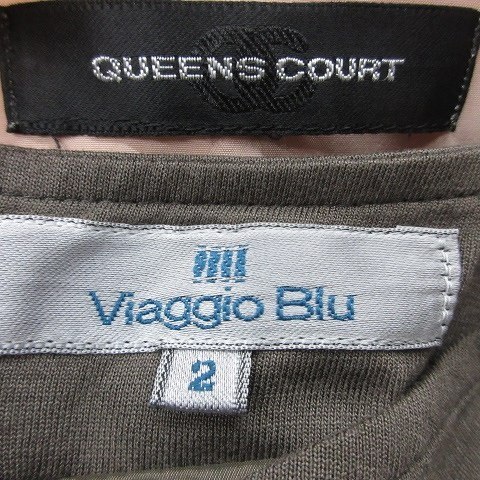 QUEENS COURT
Viaggio Blu
2